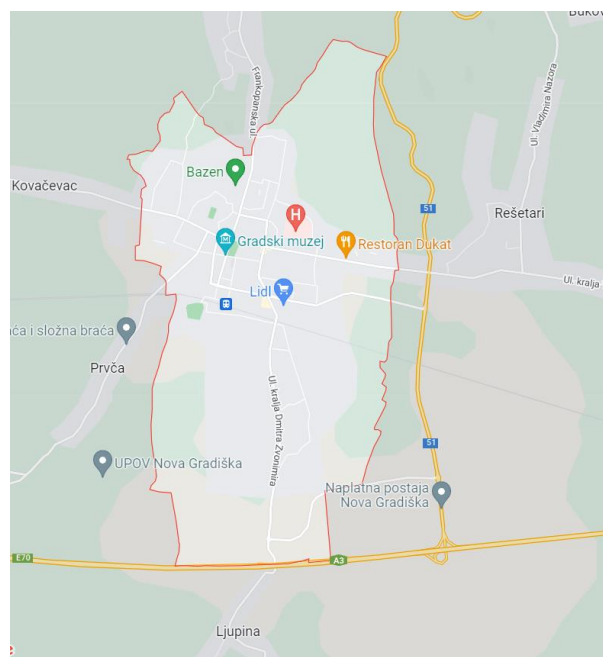 Bukov
Frankopanska ul.
Ul. Vladimira Nazora
Bazen
Kovačevac
H
51
Rešetari
Gradski muzej
Restoran Dukat
Ul. kralja
Lidl
ća i složna braća
Prvča
Ul. kralja Dmitra Zvonimira
51
UPOV Nova Gradiška
Naplatna postaja
Nova Gradiška
E70
A3
Ljupina
e